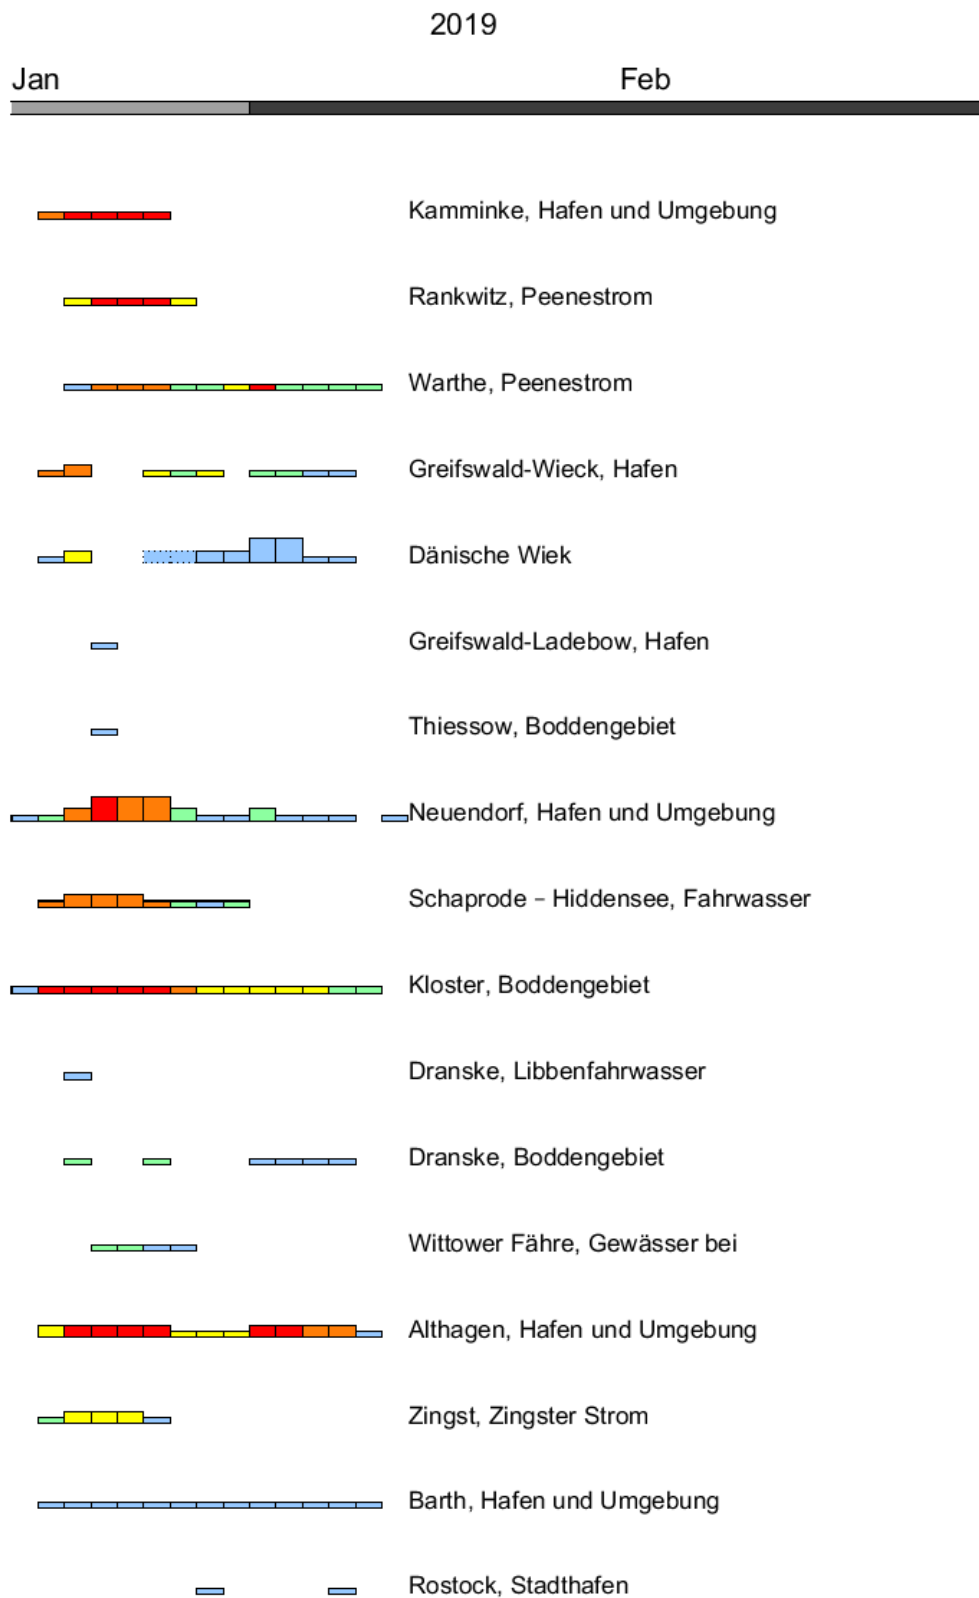 2019
Jan
Feb
Kamminke, Hafen und Umgebung
Rankwitz, Peenestrom
Warthe, Peenestrom
Greifswald-Wieck, Hafen
Dänische Wiek
Greifswald-Ladebow, Hafen
Thiessow, Boddengebiet
Neuendorf, Hafen und Umgebung
Schaprode – Hiddensee, Fahrwasser
Kloster, Boddengebiet
Dranske, Libbenfahrwasser
Dranske, Boddengebiet
Wittower Fähre, Gewässer bei
Althagen, Hafen und Umgebung
Zingst, Zingster Strom
Barth, Hafen und Umgebung
Rostock, Stadthafen